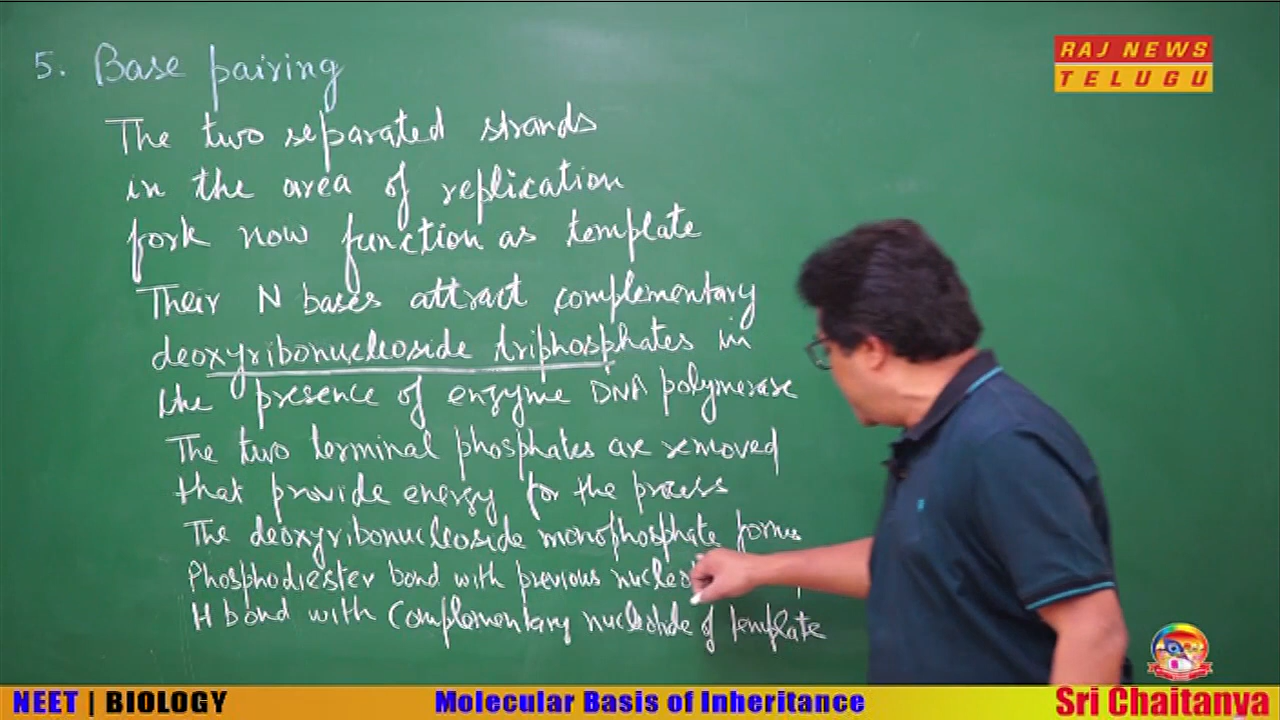 5. Base pairing
The two separated strands
in the area of replication
fork now function as template
Their N bases attract complementary
deoxyribonucleoside triphosphates in
the presence of enzyme DNA polymerase
The two terminal phosphates are removed
that provide energy for the process
The deoxyribonucleoside monophosphate forms
Phosphodiester bond with previous
H bond with Complementary nucleotide of template
RAJ NEWS
TELUGU
NEET | BIOLOGY
Molecular Basis of Inheritance
Sri Chaitanya